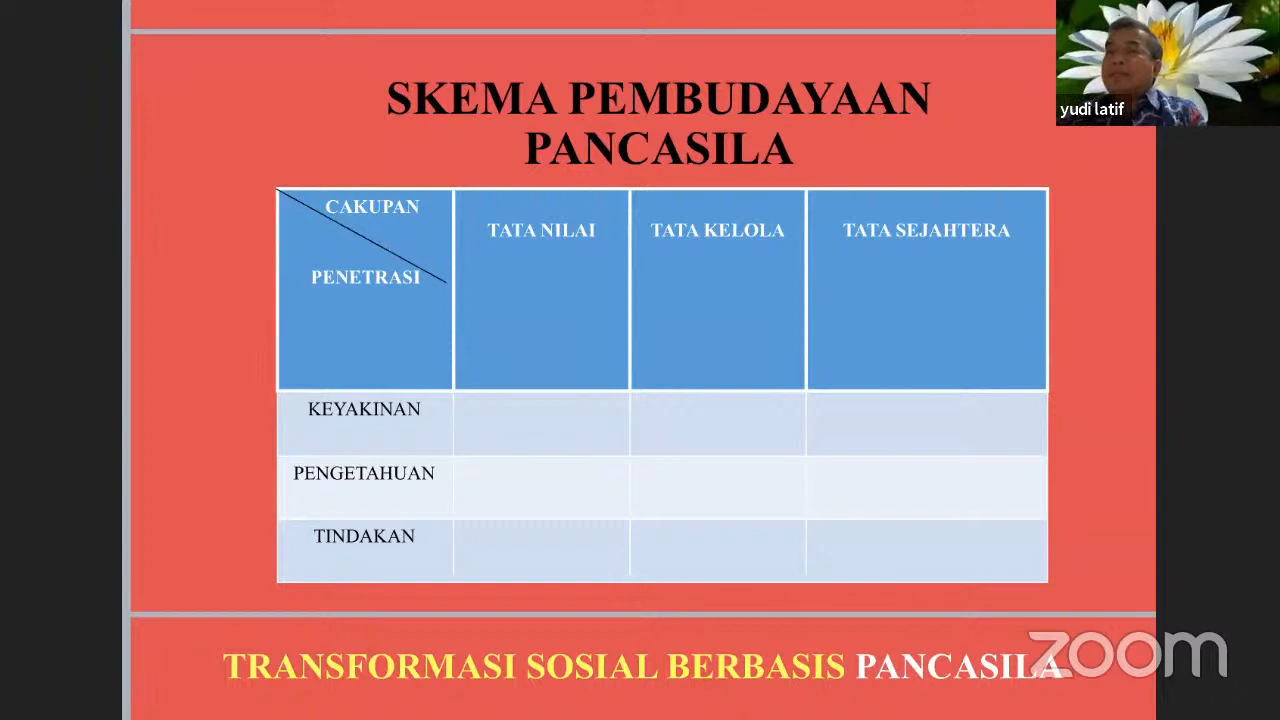 yudi latif
SKEMA PEMBUDAYAAN
PANCASILA
CAKUPAN
PENETRASI
TATA NILAI
TATA KELOLA
TATA SEJAHTERA
KEYAKINAN
PENGETAHUAN
TINDAKAN
TRANSFORMASI SOSIAL BERBASIS PANCASILA
zoom